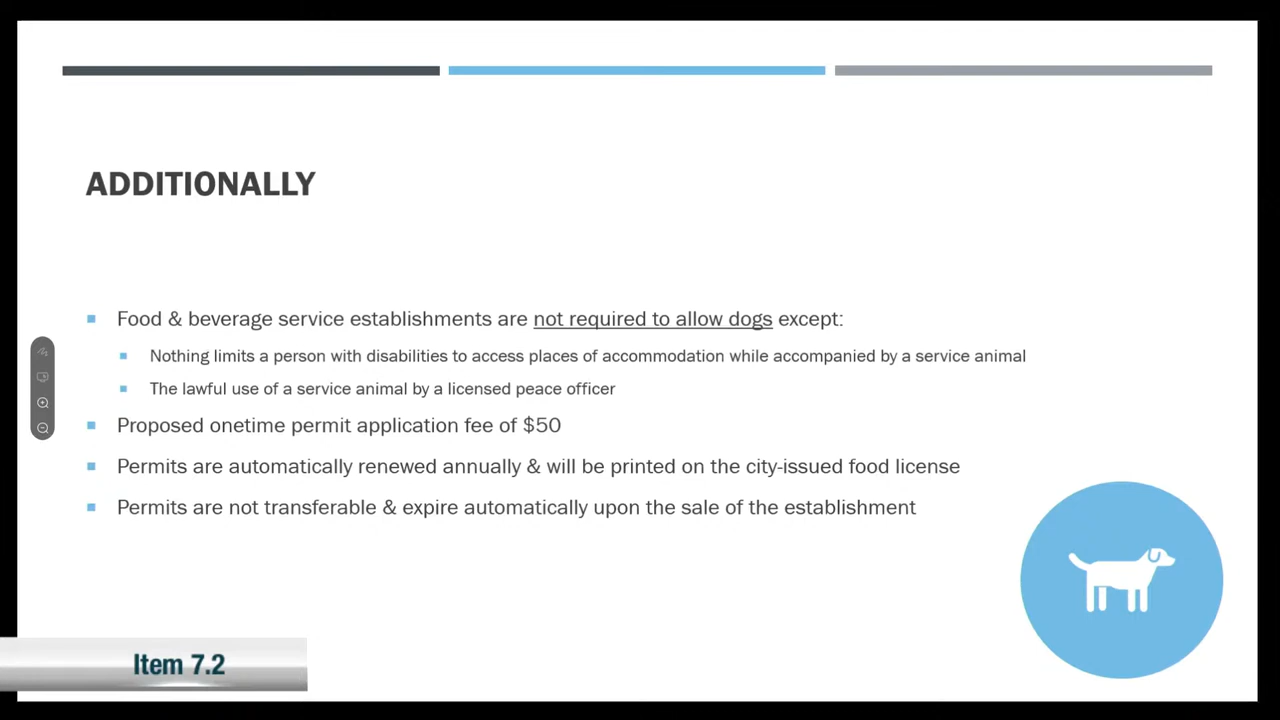 ADDITIONALLY
Food & beverage service establishments are not required to allow dogs except:
Nothing limits a person with disabilities to access places of accommodation while accompanied by a service animal
The lawful use of a service animal by a licensed peace officer
Proposed onetime permit application fee of $50
Permits are automatically renewed annually & will be printed on the city-issued food license
Permits are not transferable & expire automatically upon the sale of the establishment
Item 7.2